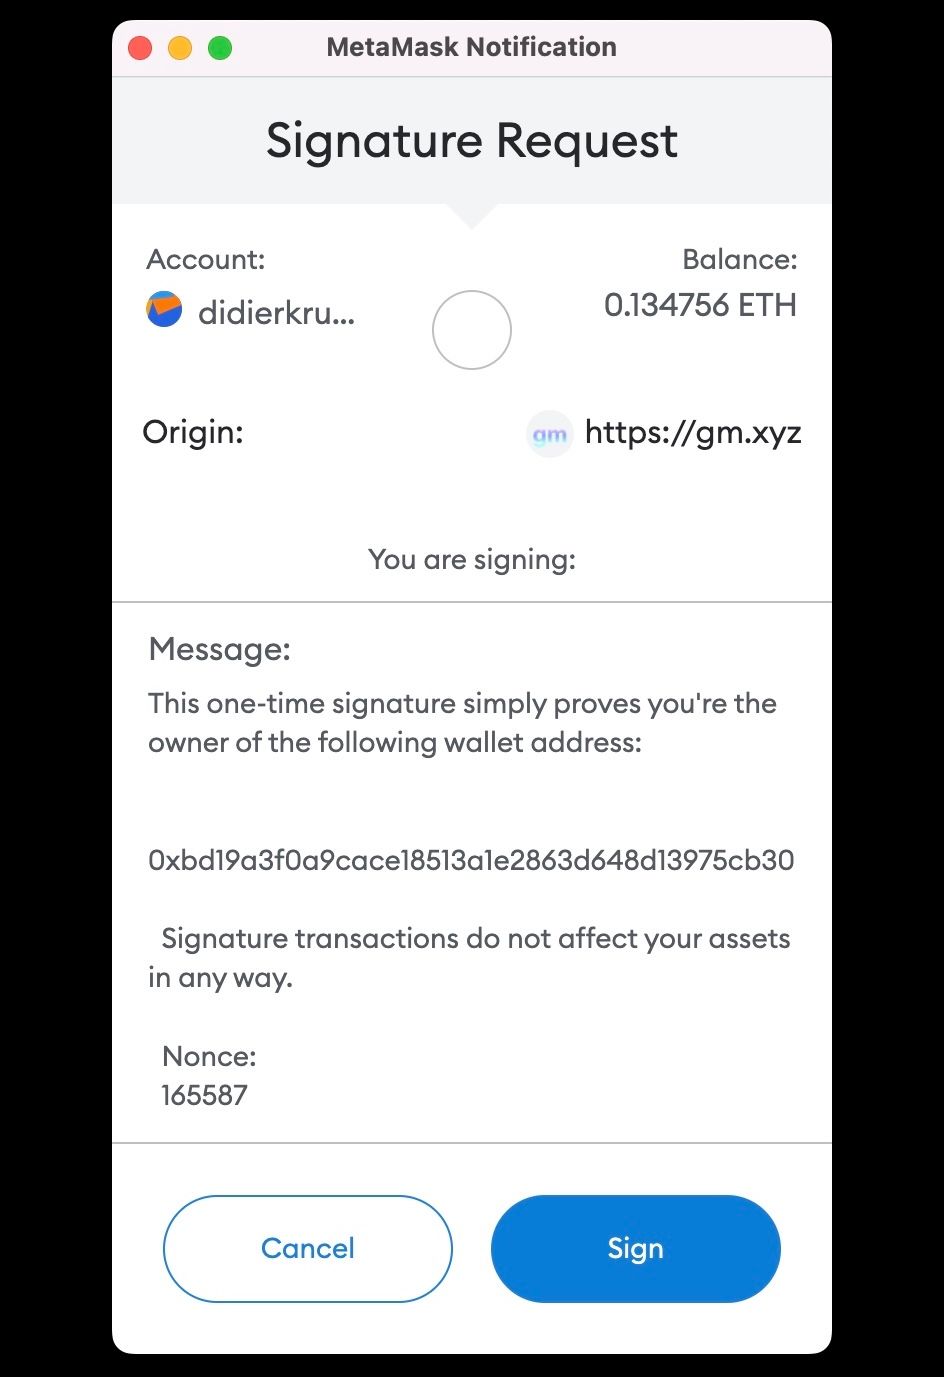 MetaMask Notification
Signature Request
Account:
Balance:
didierkru...
0.134756 ETH
Origin:
gm https://gm.xyz
You are signing:
Message:
This one-time signature simply proves you're the
owner of the following wallet address:
0xbd19a3f0a9cace18513a1e2863d648d13975cb30
Signature transactions do not affect your assets
in any way.
Nonce:
165587
Cancel
Sign